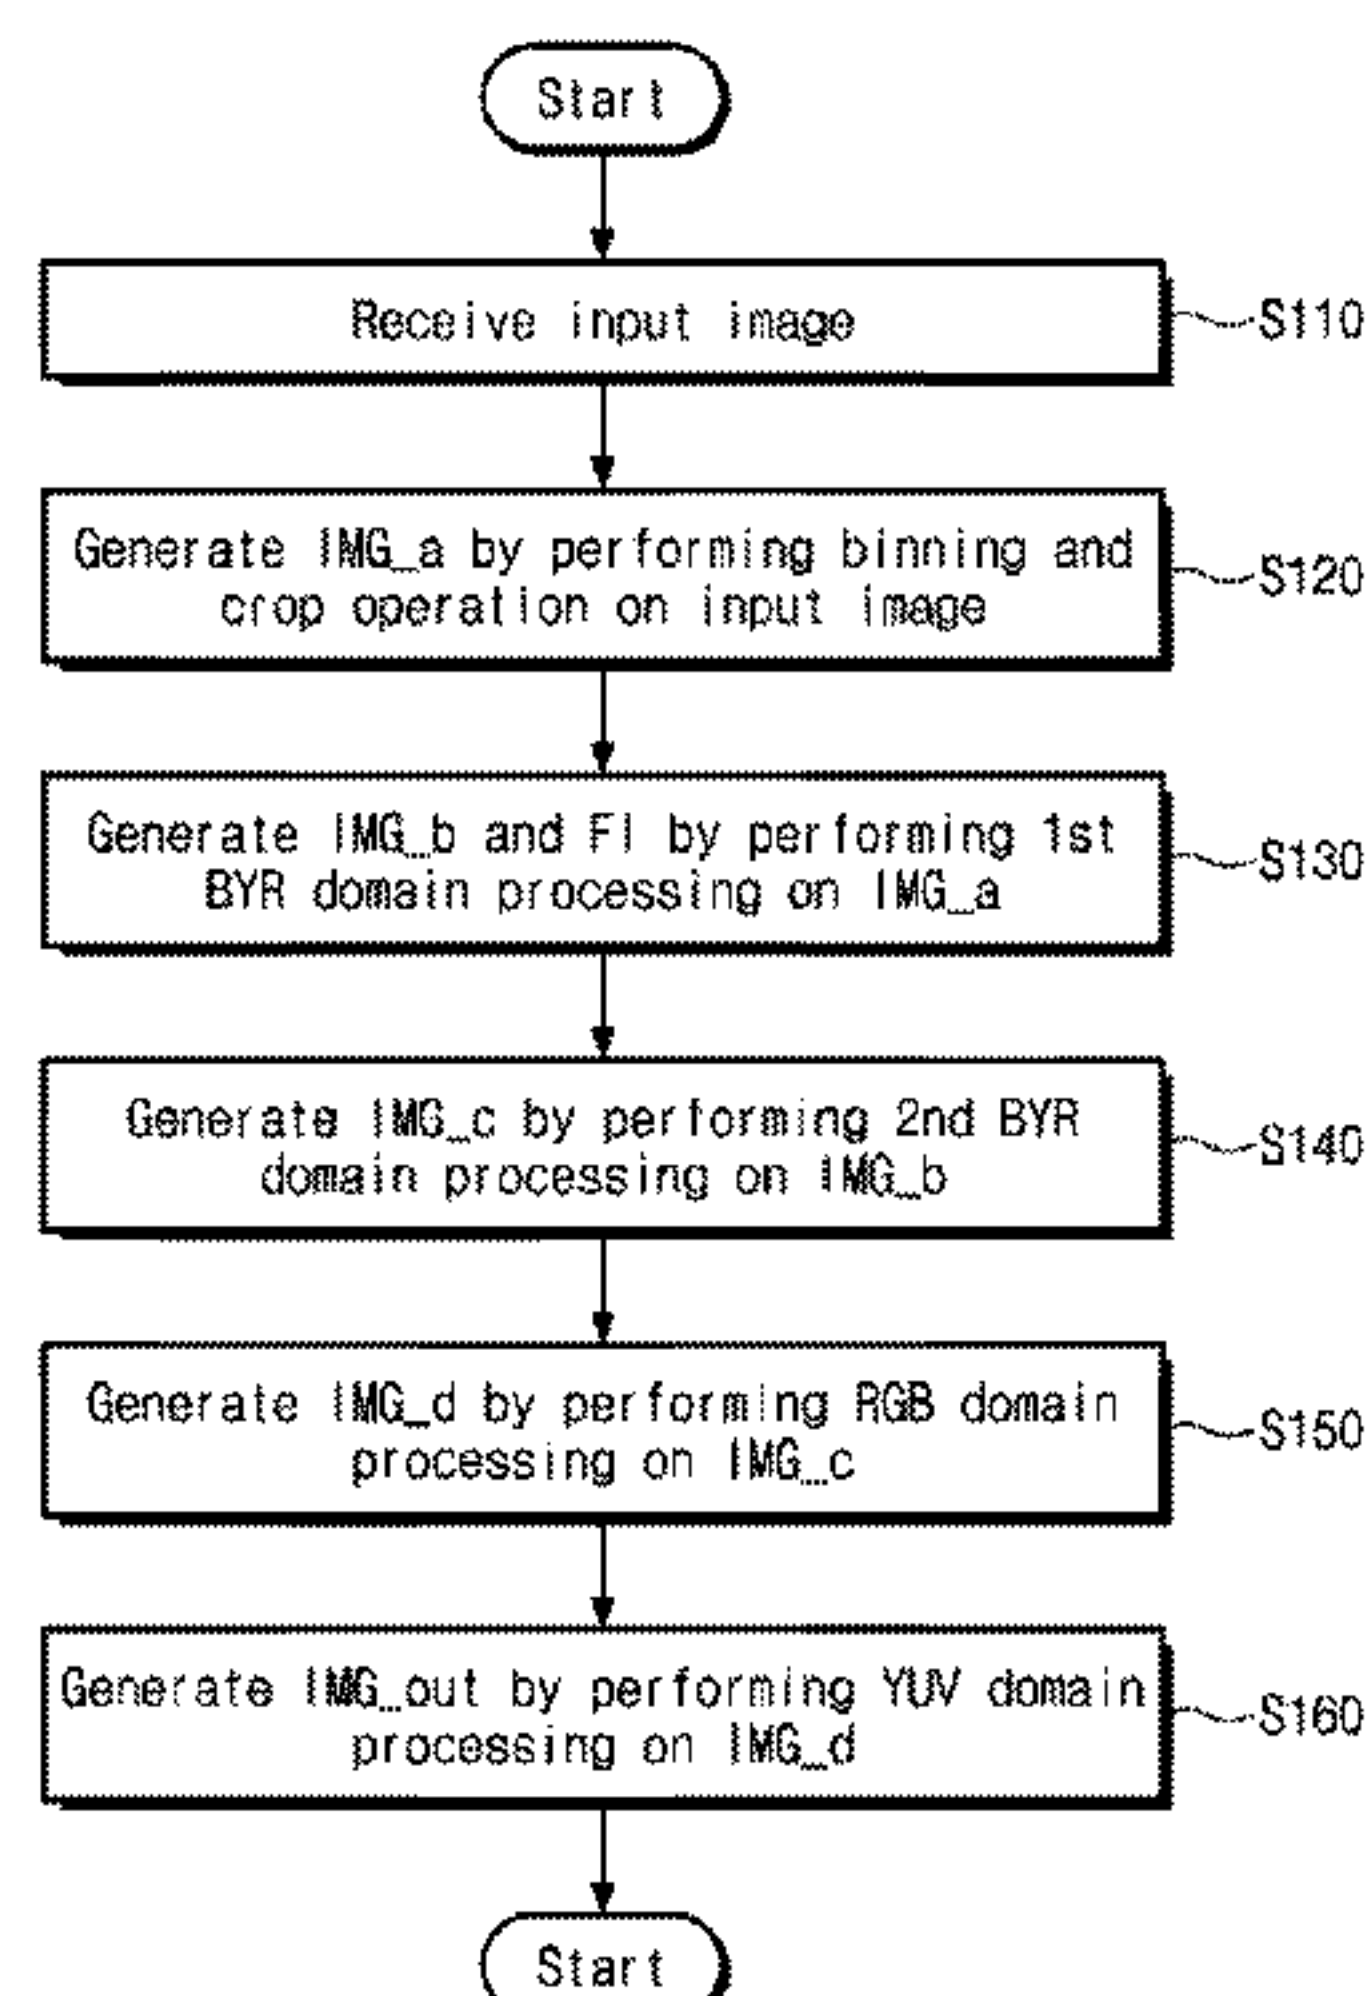 Start
Receive input image
S110
Generate IMG_a by performing binning and
crop operation on input image
S120
Generate IMG_b and FI by performing 1st
BYR domain processing on IMG_a
S130
Generate IMG_c by performing 2nd BYR
domain processing on IMG_b
S140
Generate IMG_d by performing RGB domain
processing on IMG_c
S150
Generate IMG_out by performing YUV domain
processing on IMG_d
S160
Start